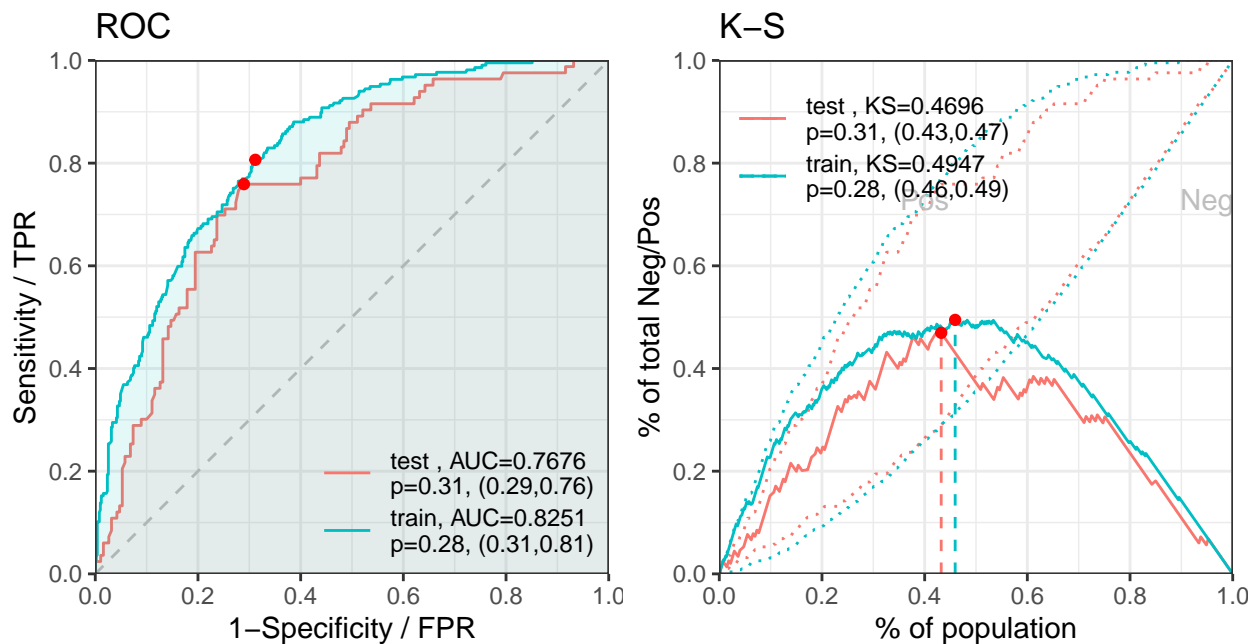 ROC
Sensitivity / TPR
1.0
0.8
0.6
0.4
0.2
0.0
test , AUC=0.7676
p=0.31, (0.29,0.76)
train, AUC=0.8251
p=0.28, (0.31,0.81)
0.0 0.2 0.4 0.6 0.8 1.0
1−Specificity / FPR
K−S
% of total Neg/Pos
1.0
0.8
0.6
0.4
0.2
0.0
test , KS=0.4696
p=0.31, (0.43,0.47)
train, KS=0.4947
p=0.28, (0.46,0.49)
Pos
Neg
0.0 0.2 0.4 0.6 0.8 1.0
% of population